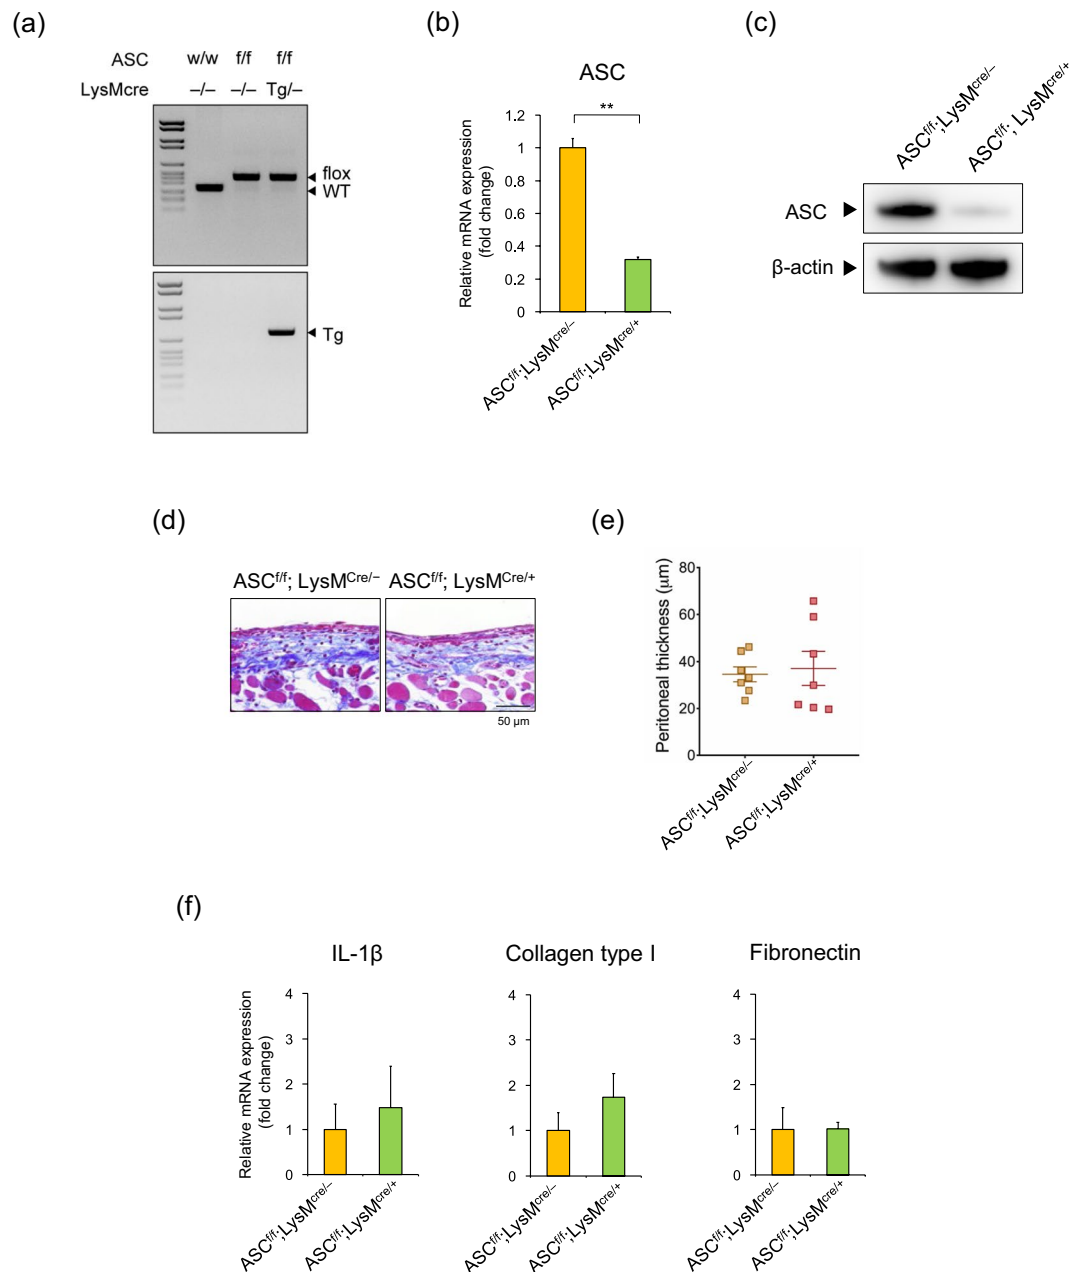 (a)
ASC w/w f/f f/f
LysMcre –/– –/– Tg/–
flox
WT
Tg
(b)
ASC
**
Relative mRNA expression
(fold change)
1.2
1
0.8
0.6
0.4
0.2
0
ASCf/f;LysMcre/–
ASCf/f;LysMcre/+
(c)
ASCf/f;LysMcre/–
ASCf/f; LysMcre/+
ASC
β-actin
(d)
ASCf/f; LysMCre/– ASCf/f; LysMCre/+
50 μm
(e)
Peritoneal thickness (μm)
80
60
40
20
0
ASCf/f;LysMcre/–
ASCf/f;LysMcre/+
(f)
IL-1β
Relative mRNA expression
(fold change)
4
3
2
1
0
ASCf/f;LysMcre/–
ASCf/f;LysMcre/+
Collagen type I
4
3
2
1
0
ASCf/f;LysMcre/–
ASCf/f;LysMcre/+
Fibronectin
4
3
2
1
0
ASCf/f;LysMcre/–
ASCf/f;LysMcre/+